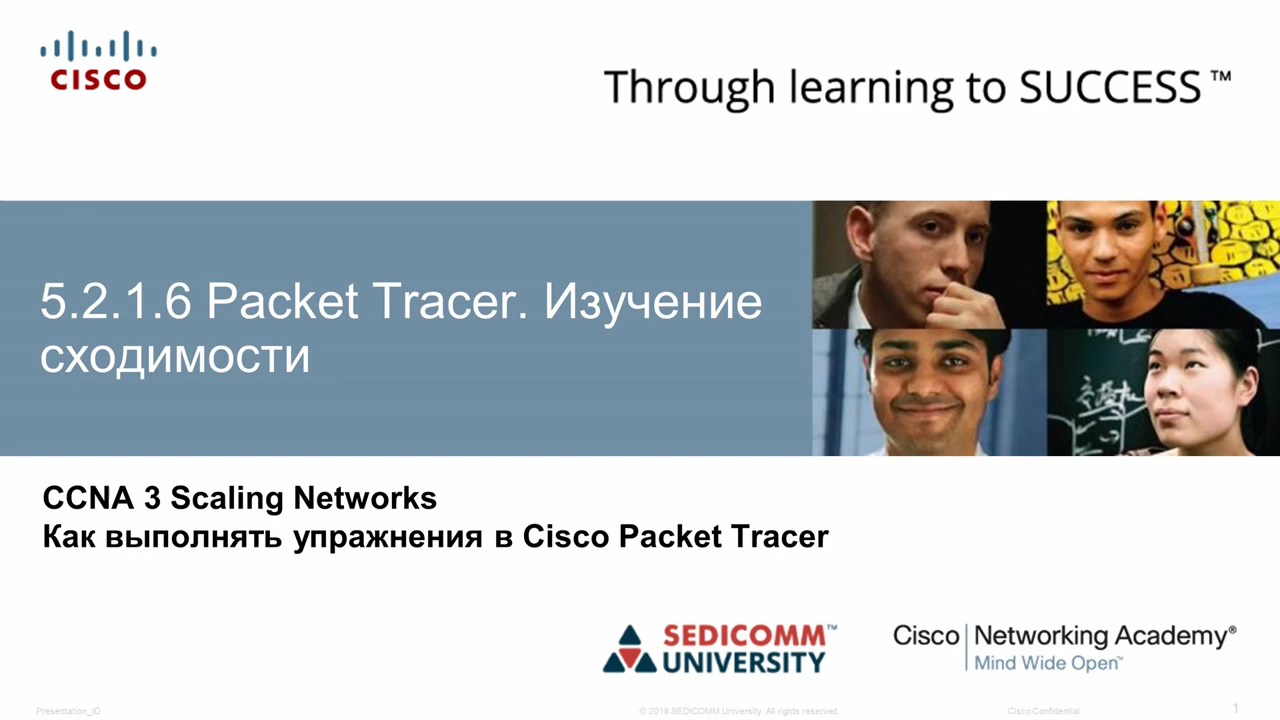 CISCO
Through learning to SUCCESS™
5.2.1.6 Packet Tracer. Изучение
сходимости
CCNA 3 Scaling Networks
Как выполнять упражнения в Cisco Packet Tracer
SEDICOMM™
UNIVERSITY
Cisco Networking Academy®
Mind Wide Open™
Presentation_ID
© 2018 SEDICOMM University. All rights reserved.
Cisco Confidential
1